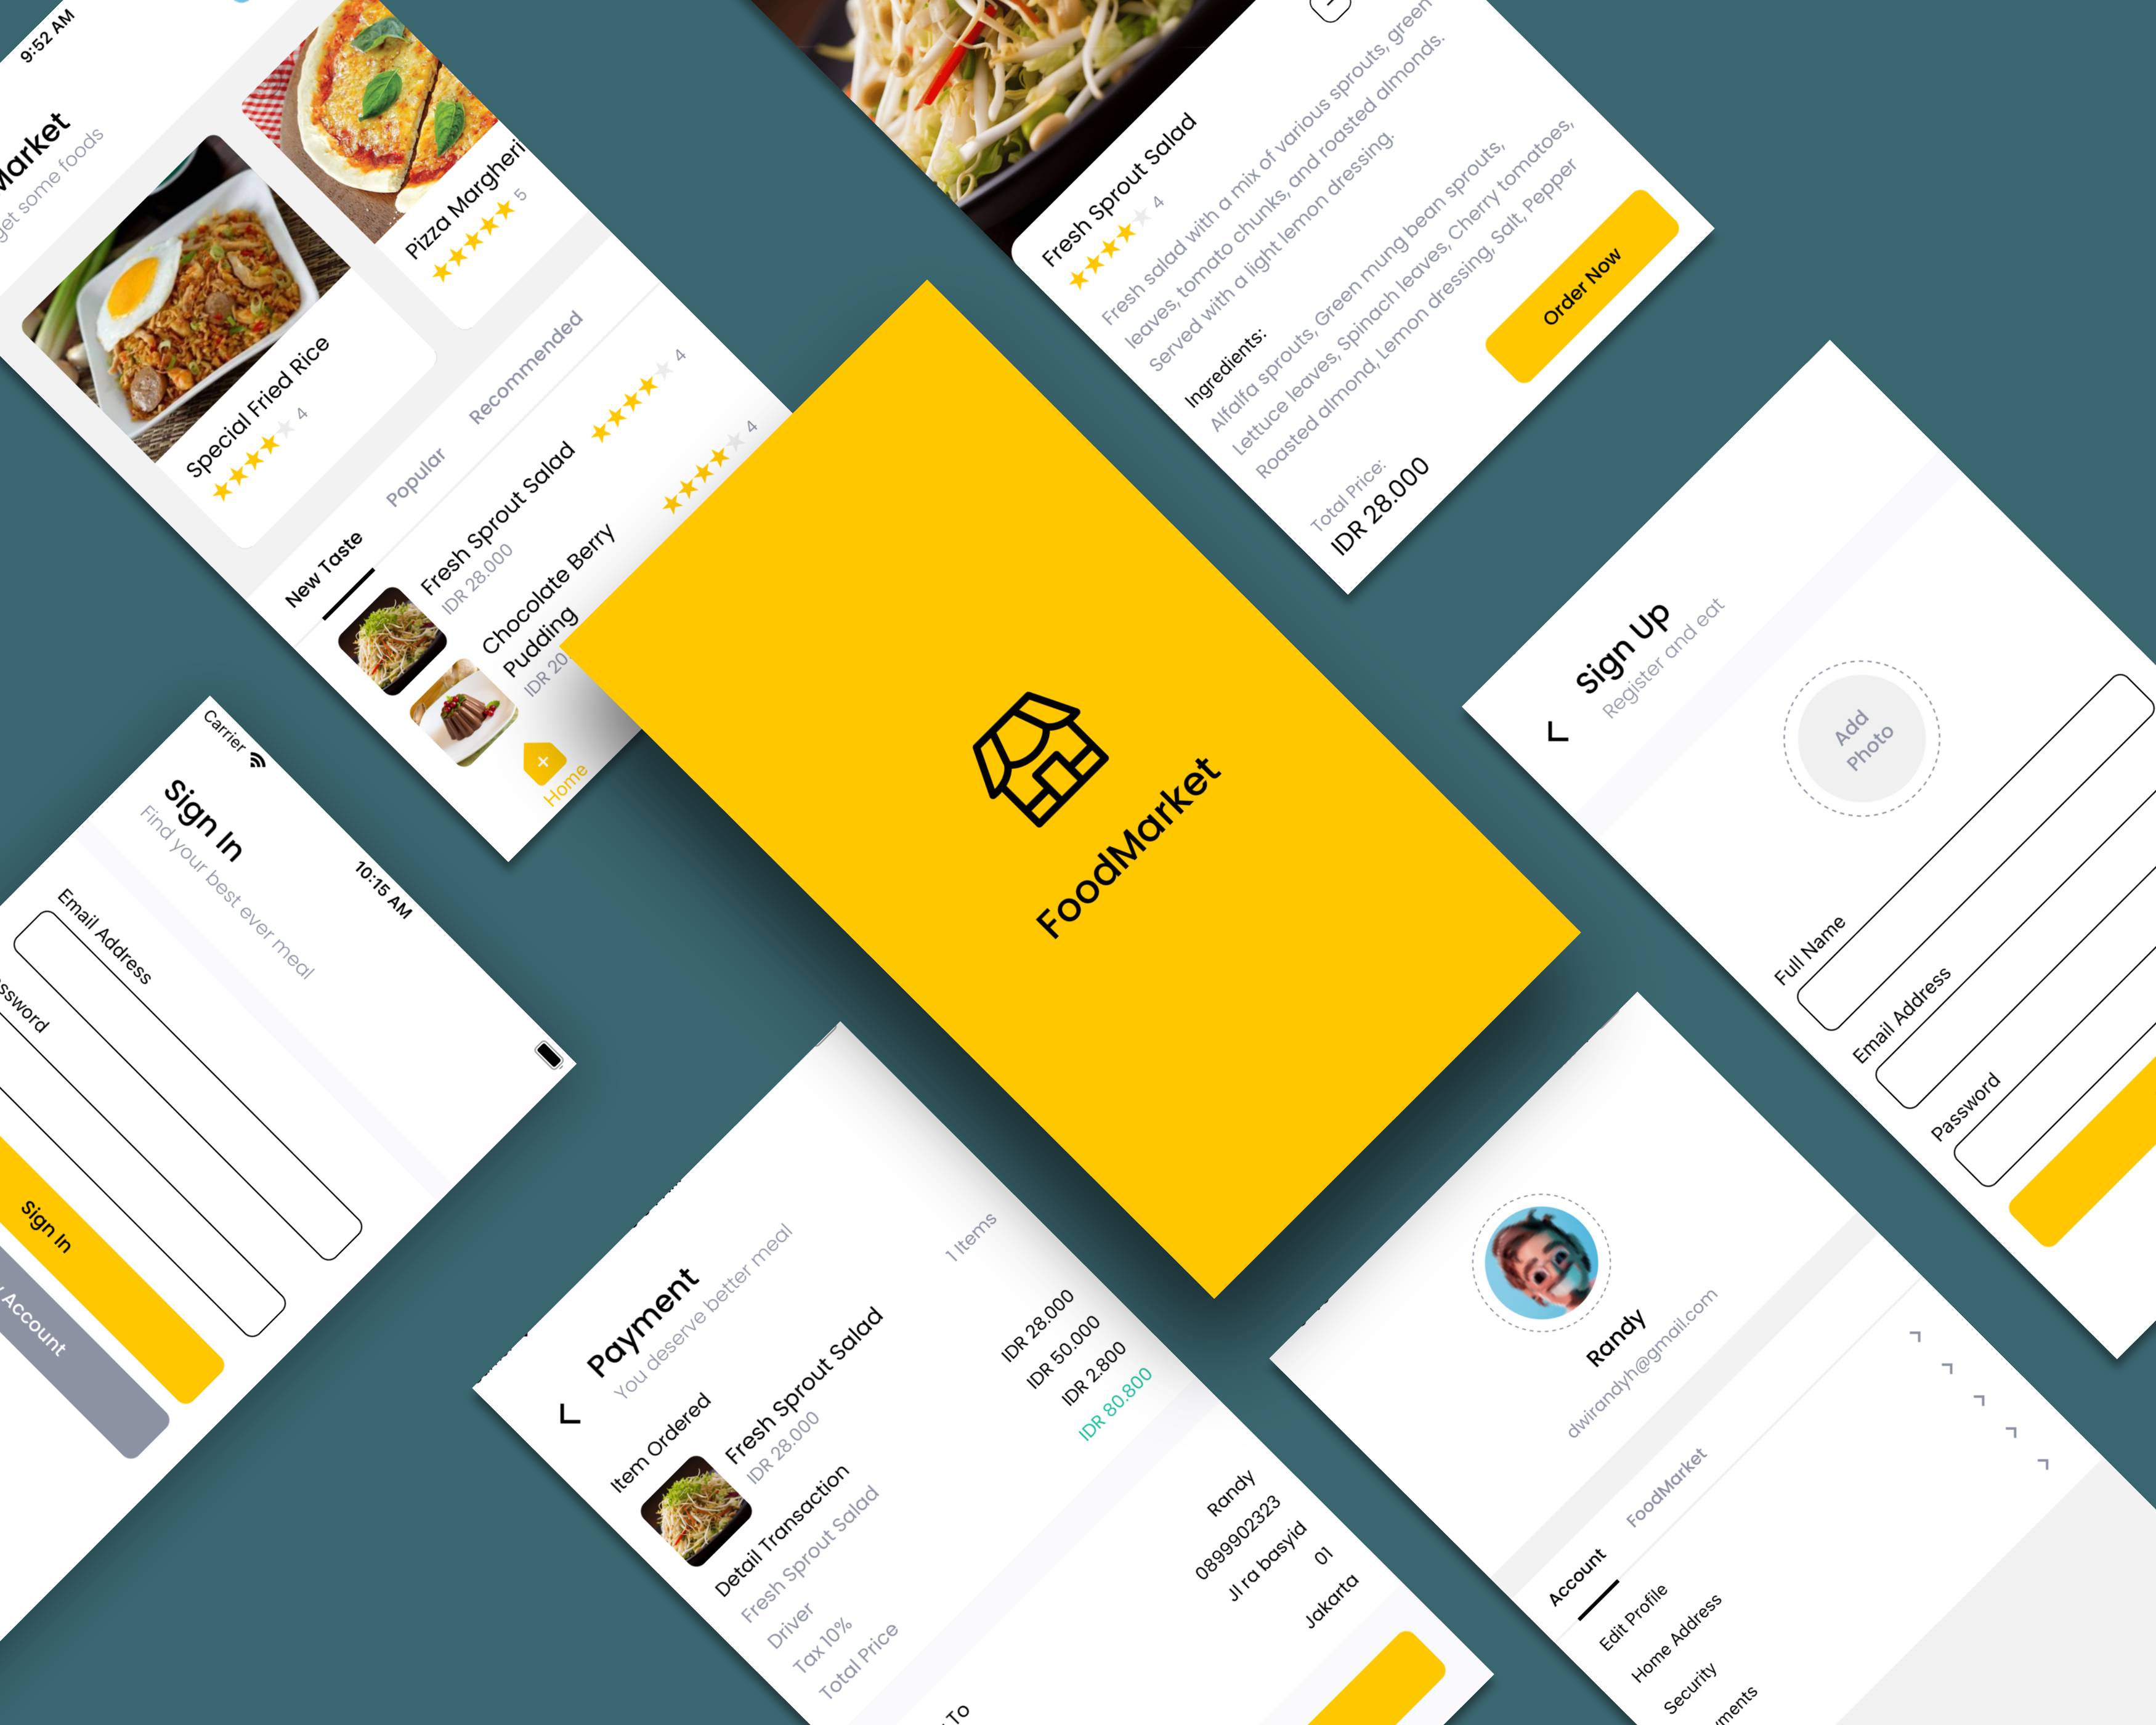 9:52 AM
Market
get some foods
Special Fried Rice
4
Pizza Margheri
5
New Taste
Popular
Recommended
Fresh Sprout Salad
IDR 28.000
4
Chocolate Berry
Pudding
IDR 20
4
Home
Fresh Sprout Salad
4
Fresh salad with a mix of various sprouts, green
leaves, tomato chunks, and roasted almonds.
Served with a light lemon dressing.
Ingredients:
Alfalfa sprouts, Green mung bean sprouts,
Lettuce leaves, Spinach leaves, Cherry tomatoes,
Roasted almond, Lemon dressing, Salt, Pepper
Total Price:
IDR 28.000
Order Now
FoodMarket
Sign Up
Register and eat
Add
Photo
Full Name
Email Address
Password
Carrier
10:15 AM
Sign In
Find your best ever meal
Email Address
ssword
Sign In
Account
Payment
You deserve better meal
Item Ordered
Fresh Sprout Salad
IDR 28.000
1 Items
Detail Transaction
Fresh Sprout Salad
IDR 28.000
Driver
IDR 50.000
Tax 10%
IDR 2.800
Total Price
IDR 80.800
To
Randy
0899902323
Jl ra basyid
01
Jakarta
Randy
dwirandyh@gmail.com
Account
FoodMarket
Edit Profile
Home Address
Security
yments